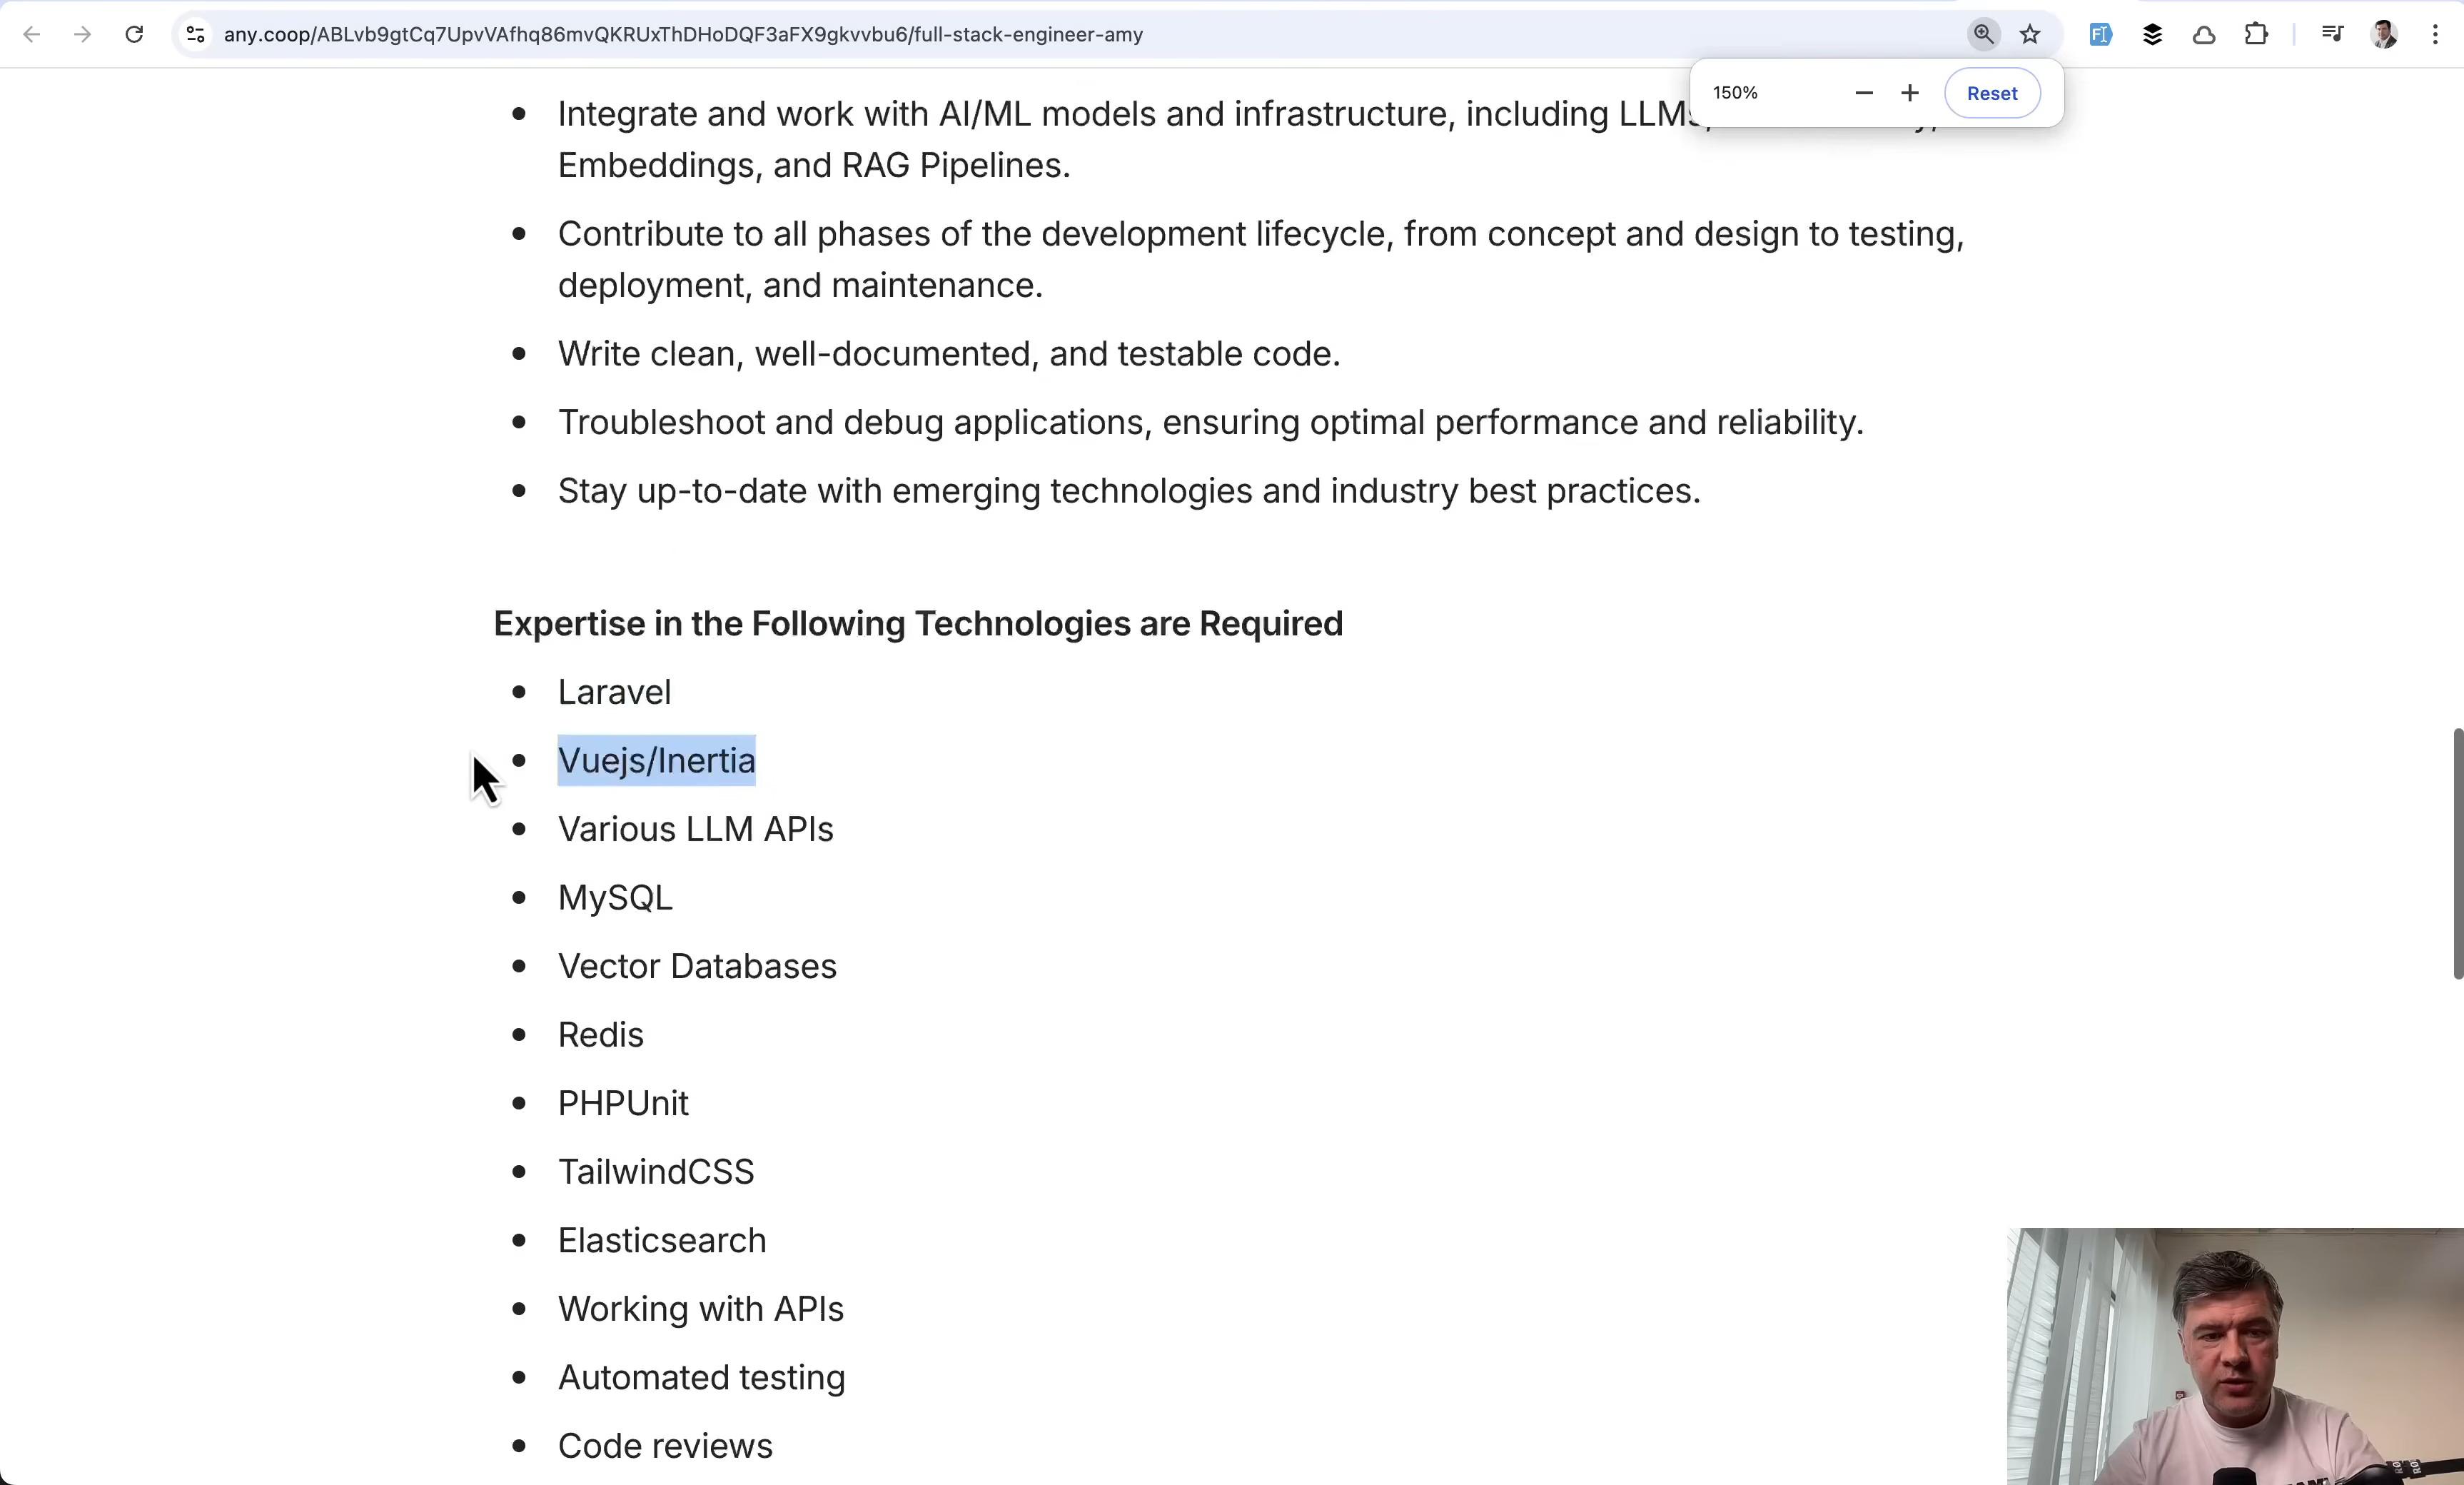 any.coop/ABLvb9gtCq7UpvVAfhq86mvQKRUxThDHoDQF3aFX9gkvvbu6/full-stack-engineer-amy
150%
Reset
Integrate and work with AI/ML models and infrastructure, including LLMs,
Embeddings, and RAG Pipelines.
Contribute to all phases of the development lifecycle, from concept and design to testing,
deployment, and maintenance.
Write clean, well-documented, and testable code.
Troubleshoot and debug applications, ensuring optimal performance and reliability.
Stay up-to-date with emerging technologies and industry best practices.
Expertise in the Following Technologies are Required
Laravel
Vuejs/Inertia
Various LLM APIs
MySQL
Vector Databases
Redis
PHPUnit
TailwindCSS
Elasticsearch
Working with APIs
Automated testing
Code reviews